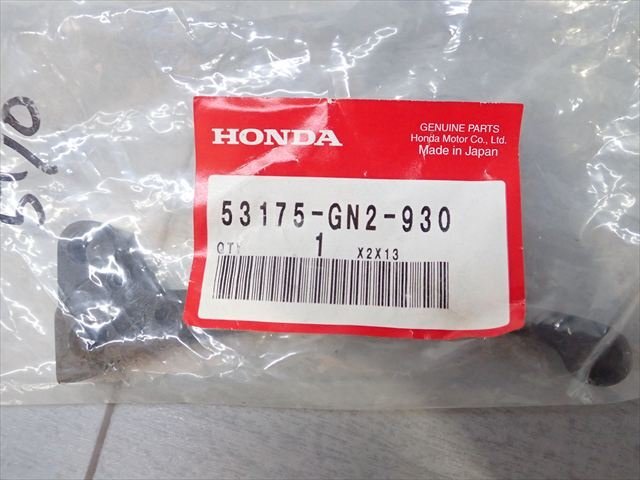 HONDA
GENUINE PARTS
Honda Motor Co., Ltd.
Made in Japan
53175-GN2-930
QTY 1 X2X13